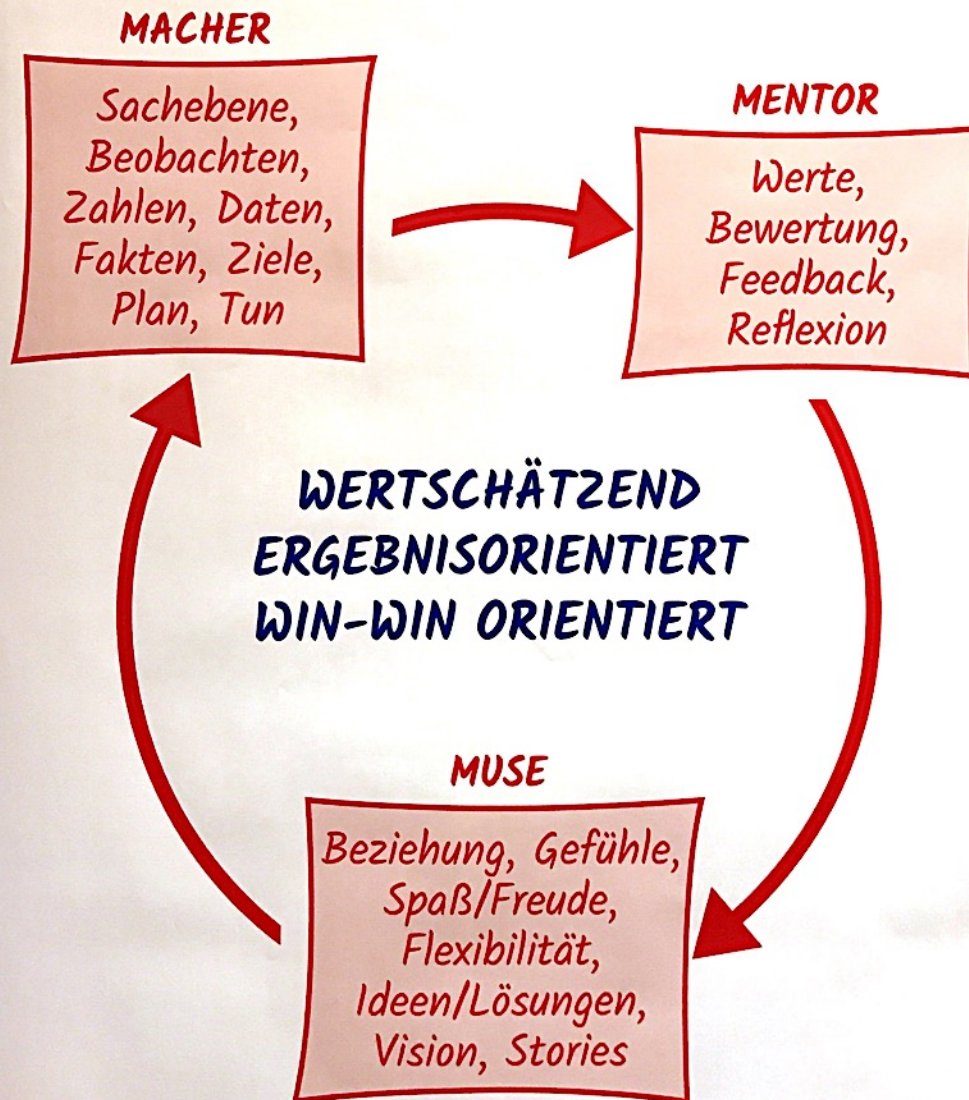 MACHER
Sachebene,
Beobachten,
Zahlen, Daten,
Fakten, Ziele,
Plan, Tun
MENTOR
Werte,
Bewertung,
Feedback,
Reflexion
WERTSCHÄTZEND
ERGEBNISORIENTIERT
WIN-WIN ORIENTIERT
MUSE
Beziehung, Gefühle,
Spaß/Freude,
Flexibilität,
Ideen/Lösungen,
Vision, Stories